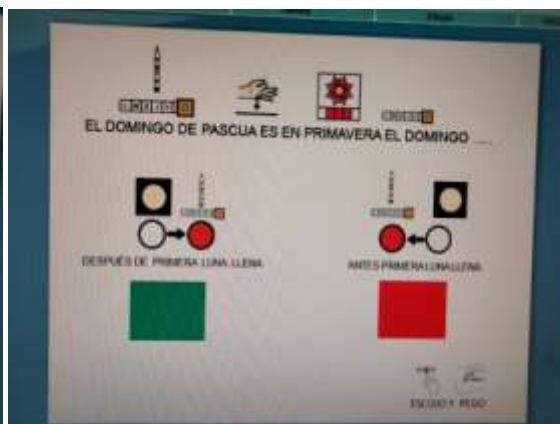 EL DOMINGO DE PASCUA ES EN PRIMAVERA EL DOMINGO ....
DESPUÉS DE PRIMERA LUNA LLENA
ANTES PRIMERA LUNA LLENA
ESCOJO Y PEGO